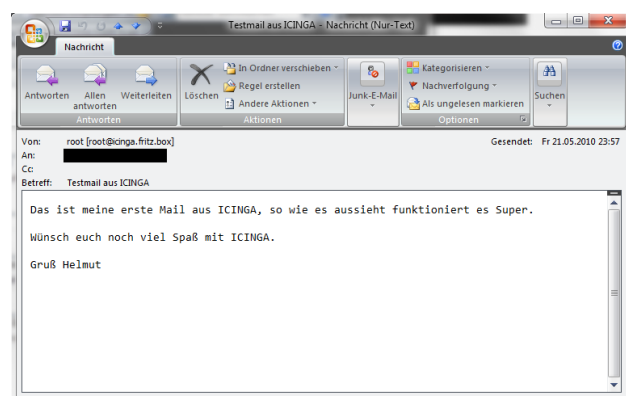 Testmail aus ICINGA - Nachricht (Nur-Text)
Nachricht
Antworten
Allen antworten
Weiterleiten
Antworten
Löschen
In Ordner verschieben
Regel erstellen
Andere Aktionen
Aktionen
Junk-E-Mail
Kategorisieren
Nachverfolgung
Als ungelesen markieren
Optionen
Suchen
Von: root [root@icinga.fritz.box]
Gesendet: Fr 21.05.2010 23:57
An:
Cc:
Betreff: Testmail aus ICINGA
Das ist meine erste Mail aus ICINGA, so wie es aussieht funktioniert es Super.
Wünsch euch noch viel Spaß mit ICINGA.
Gruß Helmut